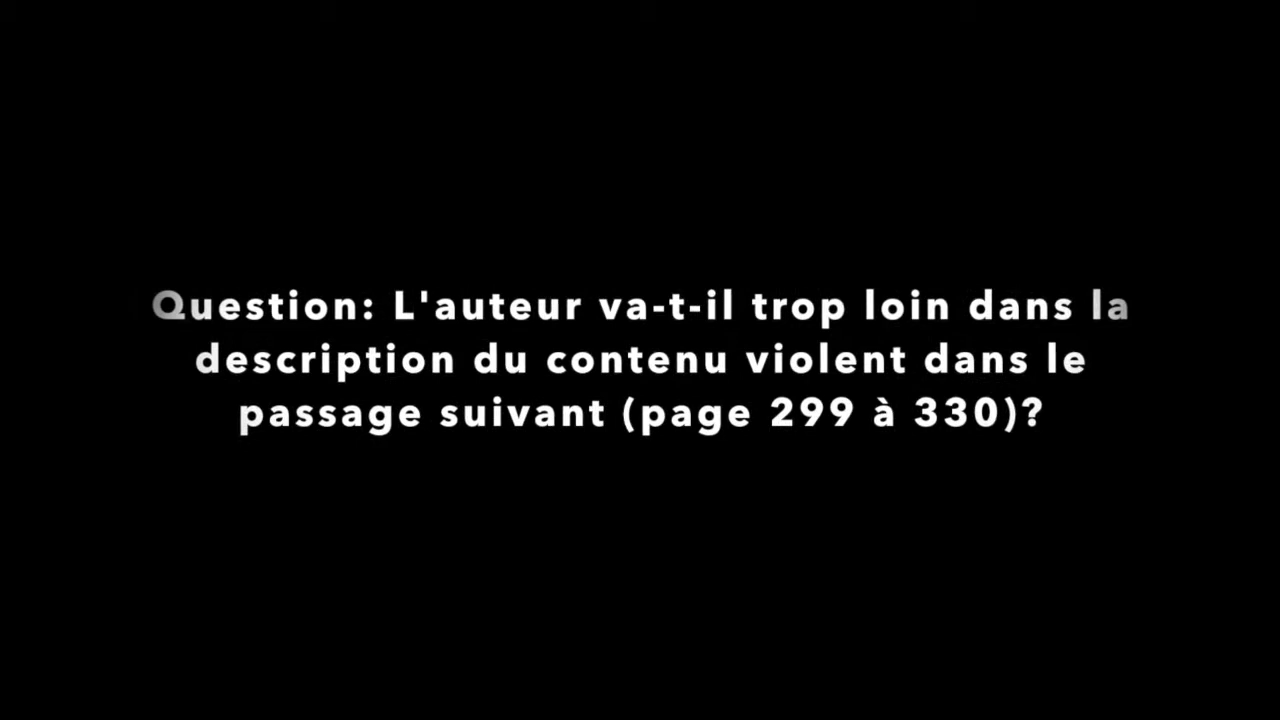 Question: L'auteur va-t-il trop loin dans la
description du contenu violent dans le
passage suivant (page 299 à 330)?